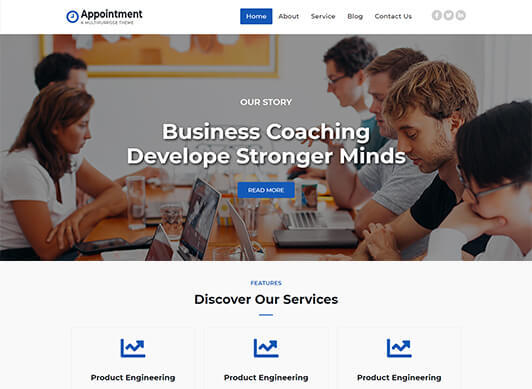 Appointment
A MULTIPURPOSE THEME
Home About Service Blog Contact Us
OUR STORY
Business Coaching
Develope Stronger Minds
READ MORE
FEATURES
Discover Our Services
Product Engineering Product Engineering Product Engineering